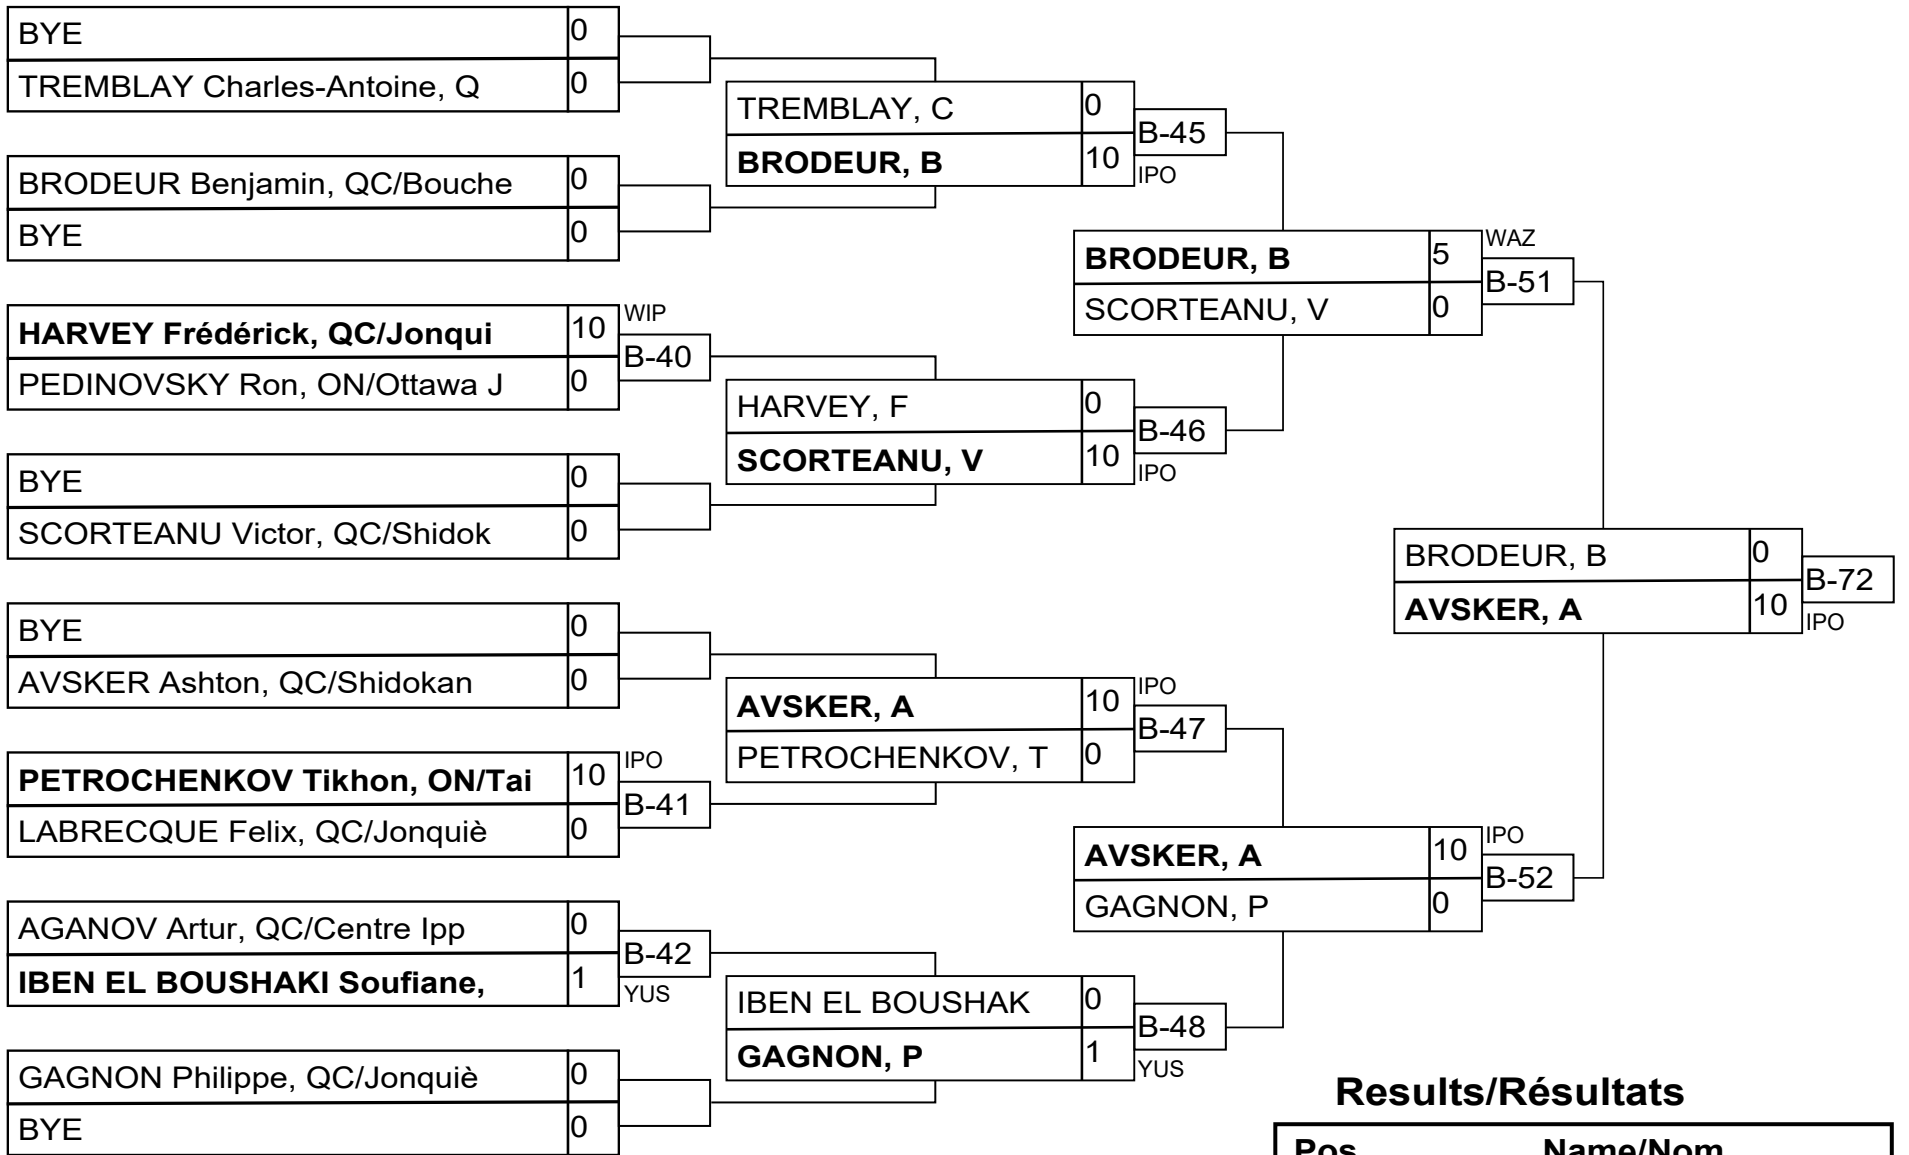 BYE 0
TREMBLAY Charles-Antoine, Q 0
BRODEUR Benjamin, QC/Bouche 0
BYE 0
HARVEY Frédérick, QC/Jonqui 10 WIP
B-40
PEDINOVSKY Ron, ON/Ottawa J 0
BYE 0
SCORTEANU Victor, QC/Shidok 0
BYE 0
AVSKER Ashton, QC/Shidokan 0
PETROCHENKOV Tikhon, ON/Tai 10 IPO
B-41
LABRECQUE Felix, QC/Jonquiè 0
AGANOV Artur, QC/Centre Ipp 0
B-42
IBEN EL BOUSHAKI Soufiane, 1 YUS
GAGNON Philippe, QC/Jonquiè 0
BYE 0
TREMBLAY, C 0
B-45
BRODEUR, B 10 IPO
HARVEY, F 0
B-46
SCORTEANU, V 10 IPO
AVSKER, A 10 IPO
B-47
PETROCHENKOV, T 0
IBEN EL BOUSHAK 0
B-48
GAGNON, P 1 YUS
BRODEUR, B 5 WAZ
B-51
SCORTEANU, V 0
AVSKER, A 10 IPO
B-52
GAGNON, P 0
BRODEUR, B 0
B-72
AVSKER, A 10 IPO
Results/Résultats
Pos Name/Nom